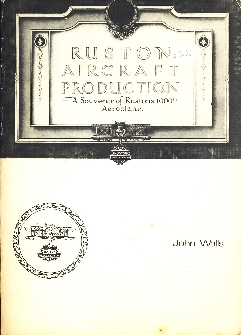 RUSTON
AIRCRAFT
PRODUCTION
A Souvenir of Rustons 1000th
Aeroplane.
John Walls